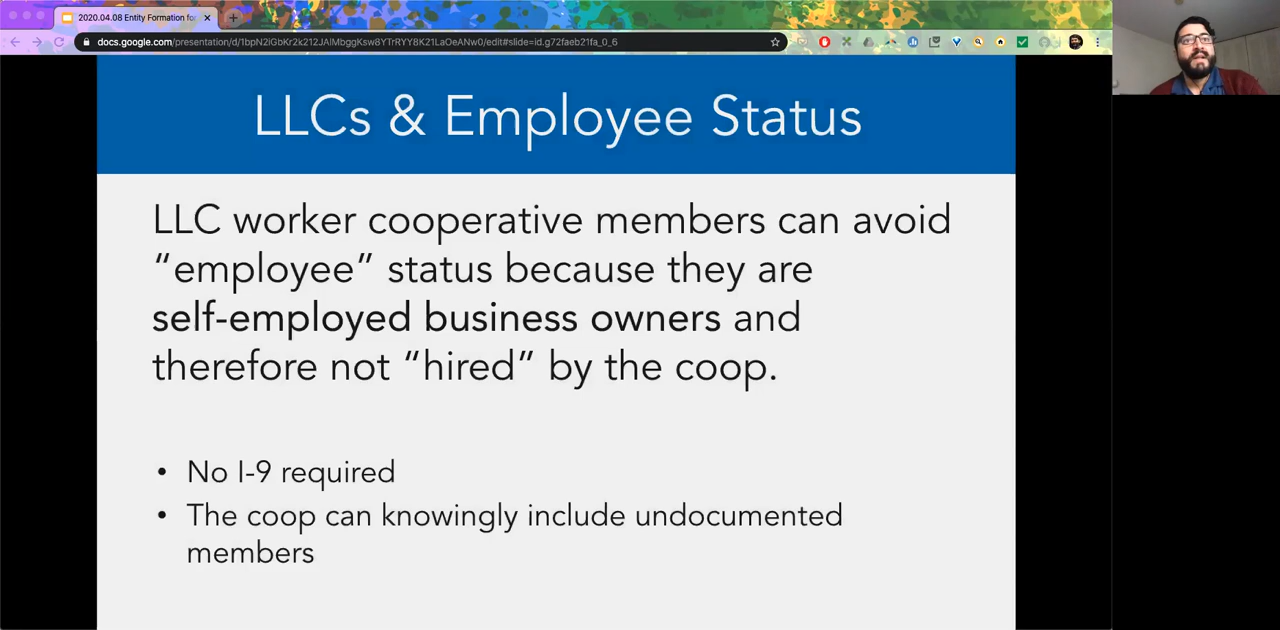 2020.04.08 Entity Formation for
docs.google.com/presentation/d/1bpN2iGbKr2k212JAlMbggKsw8YTrRYY8K21LaOeANw0/edit#slide=id.g72faeb21fa_0_6
LLCs & Employee Status
LLC worker cooperative members can avoid
“employee” status because they are
self-employed business owners and
therefore not “hired” by the coop.
• No I-9 required
• The coop can knowingly include undocumented
members